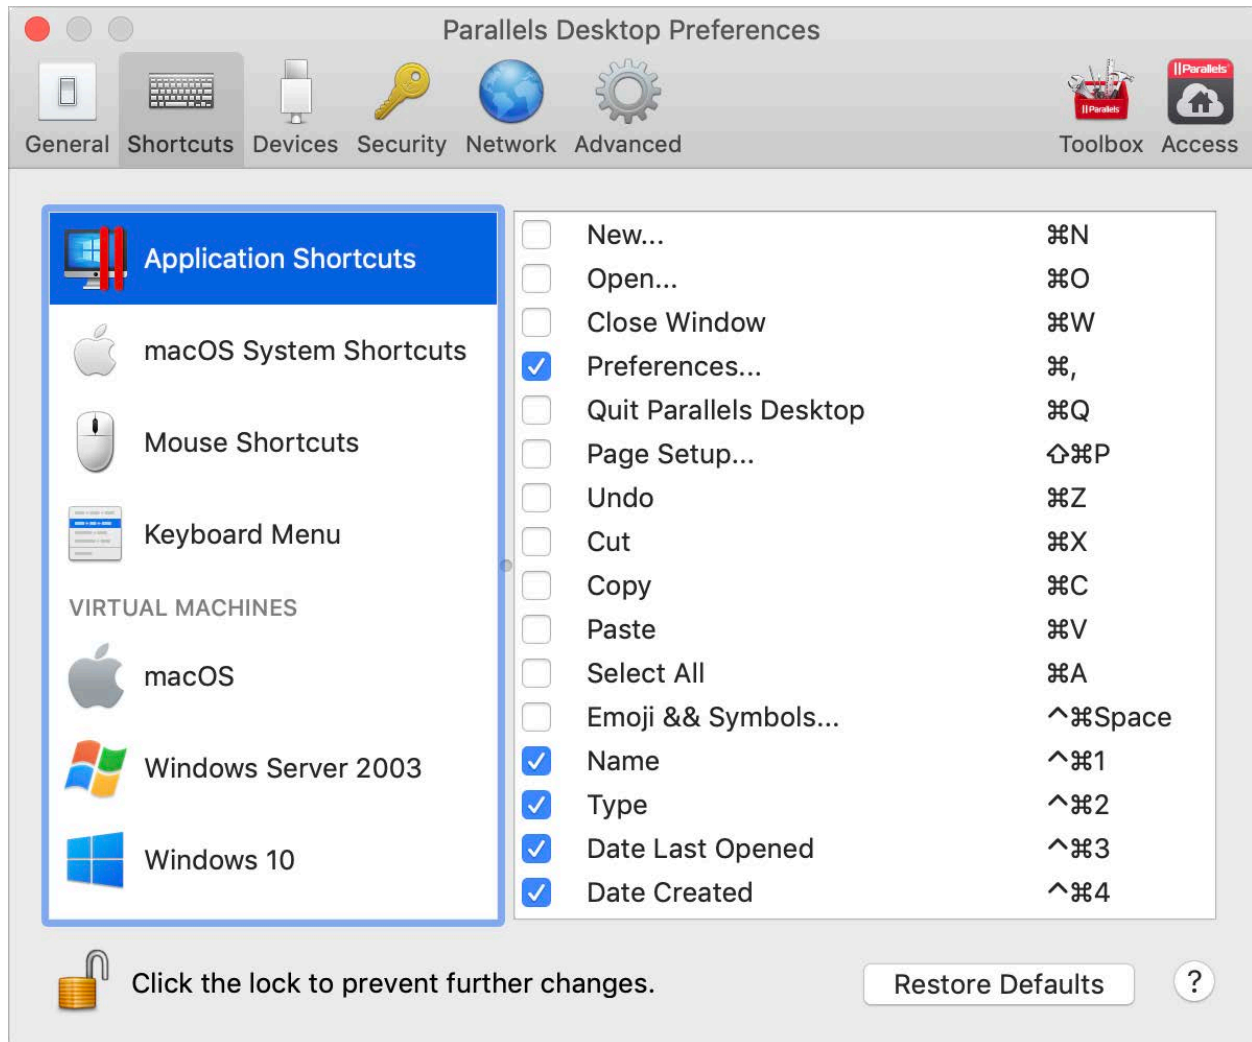 Parallels Desktop Preferences
General Shortcuts Devices Security Network Advanced Toolbox Access
||Parallels
||Parallels
Application Shortcuts
macOS System Shortcuts
Mouse Shortcuts
Keyboard Menu
VIRTUAL MACHINES
macOS
Windows Server 2003
Windows 10
New... ⌘N
Open... ⌘O
Close Window ⌘W
Preferences... ⌘,
Quit Parallels Desktop ⌘Q
Page Setup... ⇧⌘P
Undo ⌘Z
Cut ⌘X
Copy ⌘C
Paste ⌘V
Select All ⌘A
Emoji && Symbols... ^⌘Space
Name ^⌘1
Type ^⌘2
Date Last Opened ^⌘3
Date Created ^⌘4
Click the lock to prevent further changes.
Restore Defaults
?